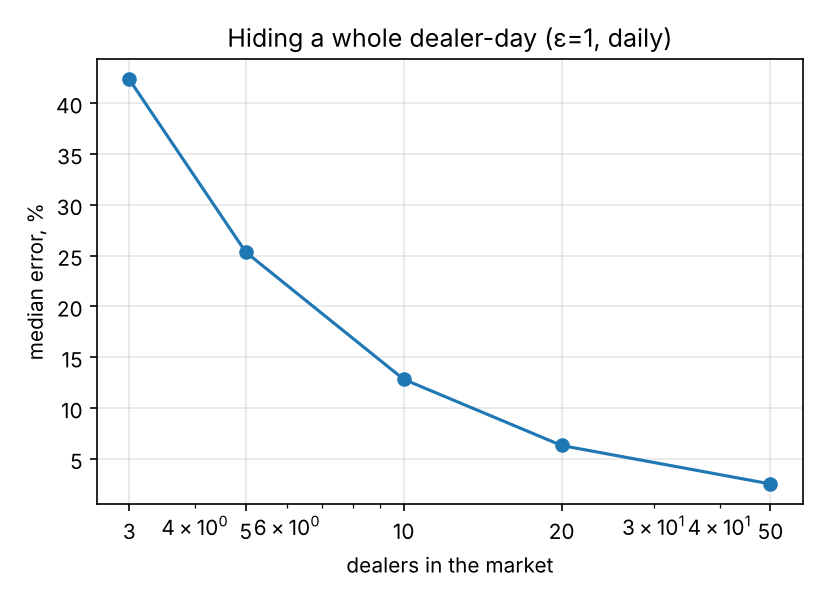 Hiding a whole dealer-day (ε=1, daily)
median error, %
40
35
30
25
20
15
10
5
3 4 × 10⁰ 5 6 × 10⁰ 10 20 3 × 10¹ 4 × 10¹ 50
dealers in the market